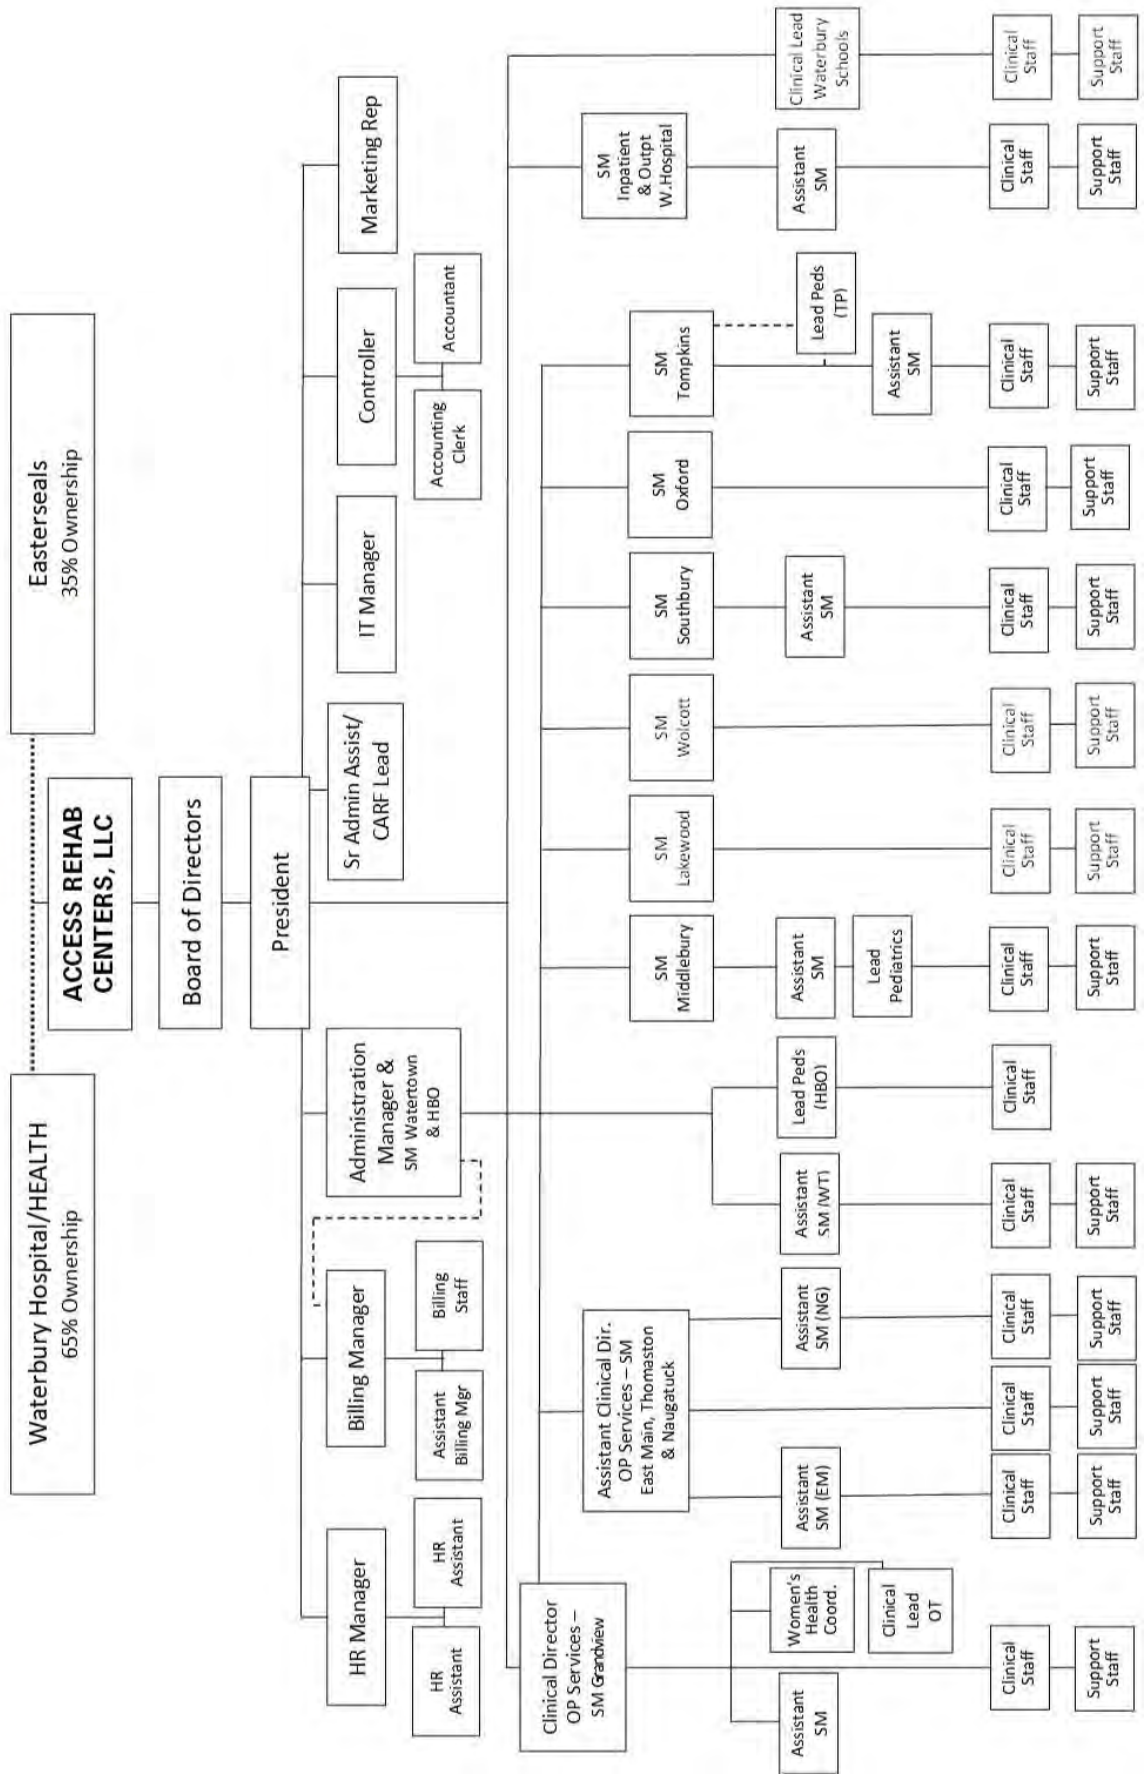 Waterbury Hospital/HEALTH
65% Ownership
Easterseals
35% Ownership
ACCESS REHAB
CENTERS, LLC
Board of Directors
President
HR Manager
HR
Assistant
HR
Assistant
Billing Manager
Assistant
Billing Mgr
Billing
Staff
Administration
Manager &
SM Watertown
& HBO
Sr Admin Assist/
CARF Lead
IT Manager
Controller
Accounting
Clerk
Accountant
Marketing Rep
Clinical Director
OP Services –
SM Grandview
Assistant Clinical Dir.
OP Services – SM
East Main, Thomaston
& Naugatuck
SM
Inpatient
& Outpt
W.Hospital
SM
Middlebury
SM
Lakewood
SM
Wolcott
SM
Southbury
SM
Oxford
SM
Tompkins
Assistant
SM
Women's
Health
Coord.
Clinical
Lead
OT
Assistant
SM (EM)
Assistant
SM (NG)
Assistant
SM (WT)
Lead Peds
(HBO)
Assistant
SM
Lead
Pediatrics
Assistant
SM
Lead Peds
(TP)
Assistant
SM
Assistant
SM
Clinical Lead
Waterbury
Schools
Clinical
Staff
Clinical
Staff
Clinical
Staff
Clinical
Staff
Clinical
Staff
Clinical
Staff
Clinical
Staff
Clinical
Staff
Clinical
Staff
Clinical
Staff
Clinical
Staff
Clinical
Staff
Clinical
Staff
Clinical
Staff
Support
Staff
Support
Staff
Support
Staff
Support
Staff
Support
Staff
Support
Staff
Support
Staff
Support
Staff
Support
Staff
Support
Staff
Support
Staff
Support
Staff
Support
Staff